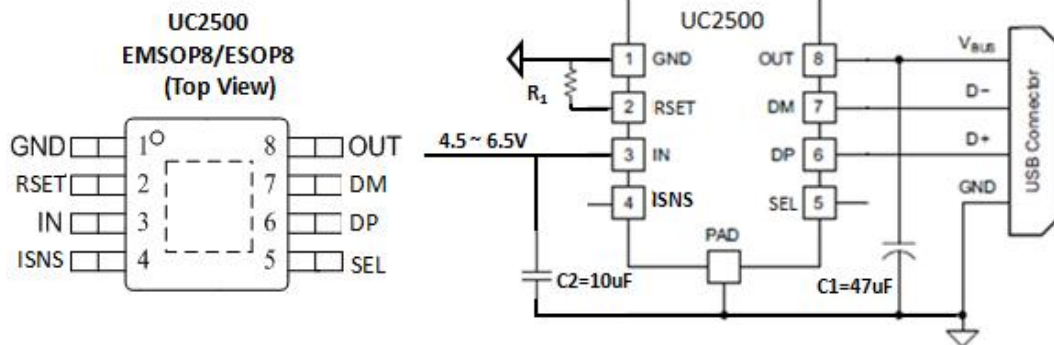 UC2500
EMSOP8/ESOP8
(Top View)
GND 1 8 OUT
RSET 2 7 DM
IN 3 6 DP
ISNS 4 5 SEL
UC2500
1 GND OUT 8 VBUS
R1
2 RSET DM 7 D−
4.5 ~ 6.5V 3 IN DP 6 D+
4 ISNS SEL 5 GND
PAD
C2=10uF
C1=47uF
USB Connector